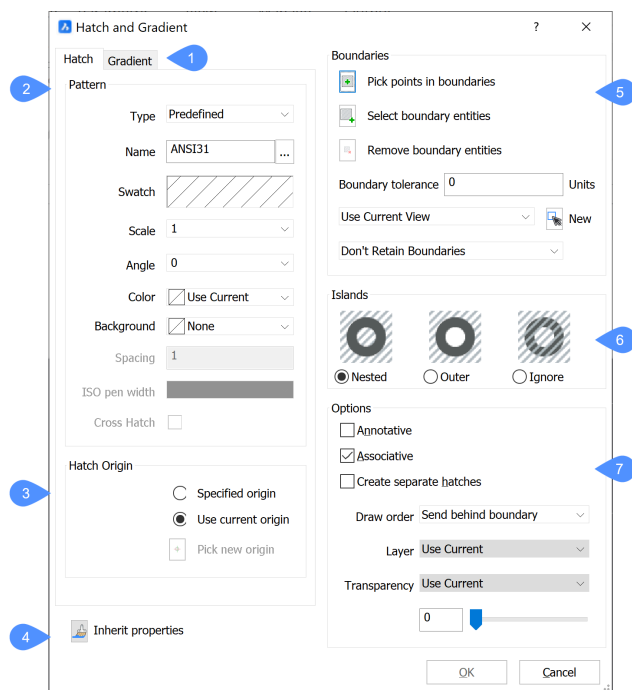 Hatch and Gradient
?
Hatch
Gradient
1
2
Pattern
Type
Predefined
Name
ANSI31
...
Swatch
Scale
1
Angle
0
Color
Use Current
Background
None
Spacing
1
ISO pen width
Cross Hatch
3
Hatch Origin
Specified origin
Use current origin
Pick new origin
4
Inherit properties
Boundaries
5
Pick points in boundaries
Select boundary entities
Remove boundary entities
Boundary tolerance
0
Units
Use Current View
New
Don't Retain Boundaries
Islands
6
Nested
Outer
Ignore
Options
7
Annotative
Associative
Create separate hatches
Draw order
Send behind boundary
Layer
Use Current
Transparency
Use Current
0
OK
Cancel